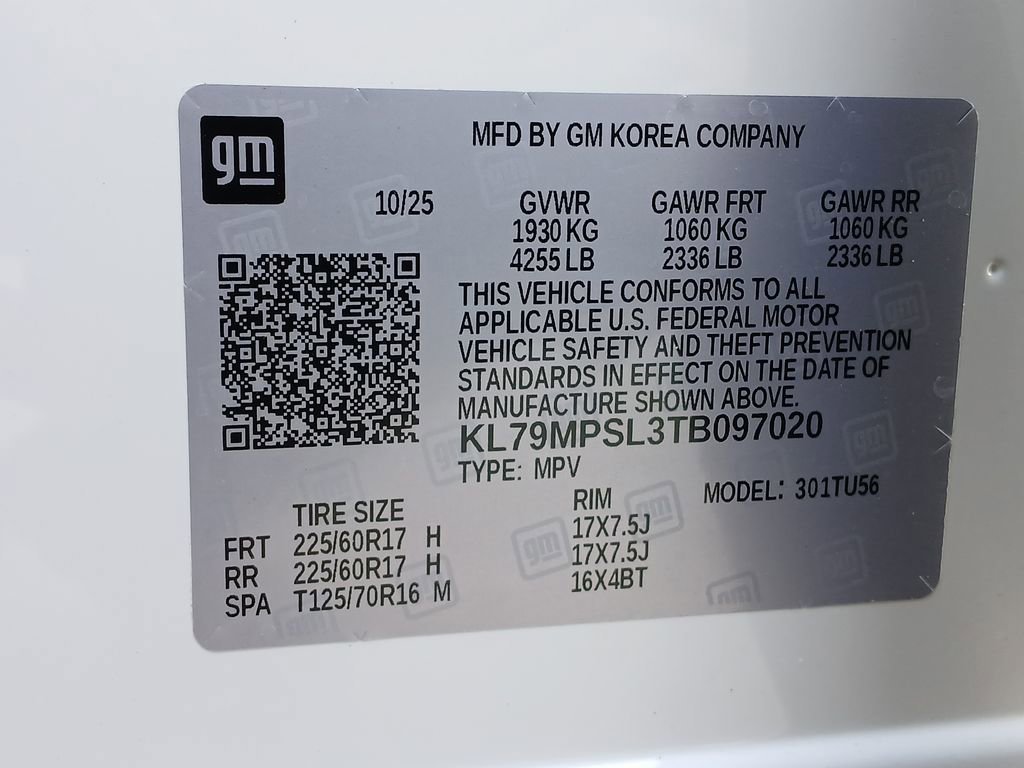 gm
MFD BY GM KOREA COMPANY
10/25 GVWR GAWR FRT GAWR RR
1930 KG 1060 KG 1060 KG
4255 LB 2336 LB 2336 LB
THIS VEHICLE CONFORMS TO ALL
APPLICABLE U.S. FEDERAL MOTOR
VEHICLE SAFETY AND THEFT PREVENTION
STANDARDS IN EFFECT ON THE DATE OF
MANUFACTURE SHOWN ABOVE.
KL79MPSL3TB097020
TYPE: MPV
MODEL: 301TU56
TIRE SIZE RIM
FRT 225/60R17 H 17X7.5J
RR 225/60R17 H 17X7.5J
SPA T125/70R16 M 16X4BT